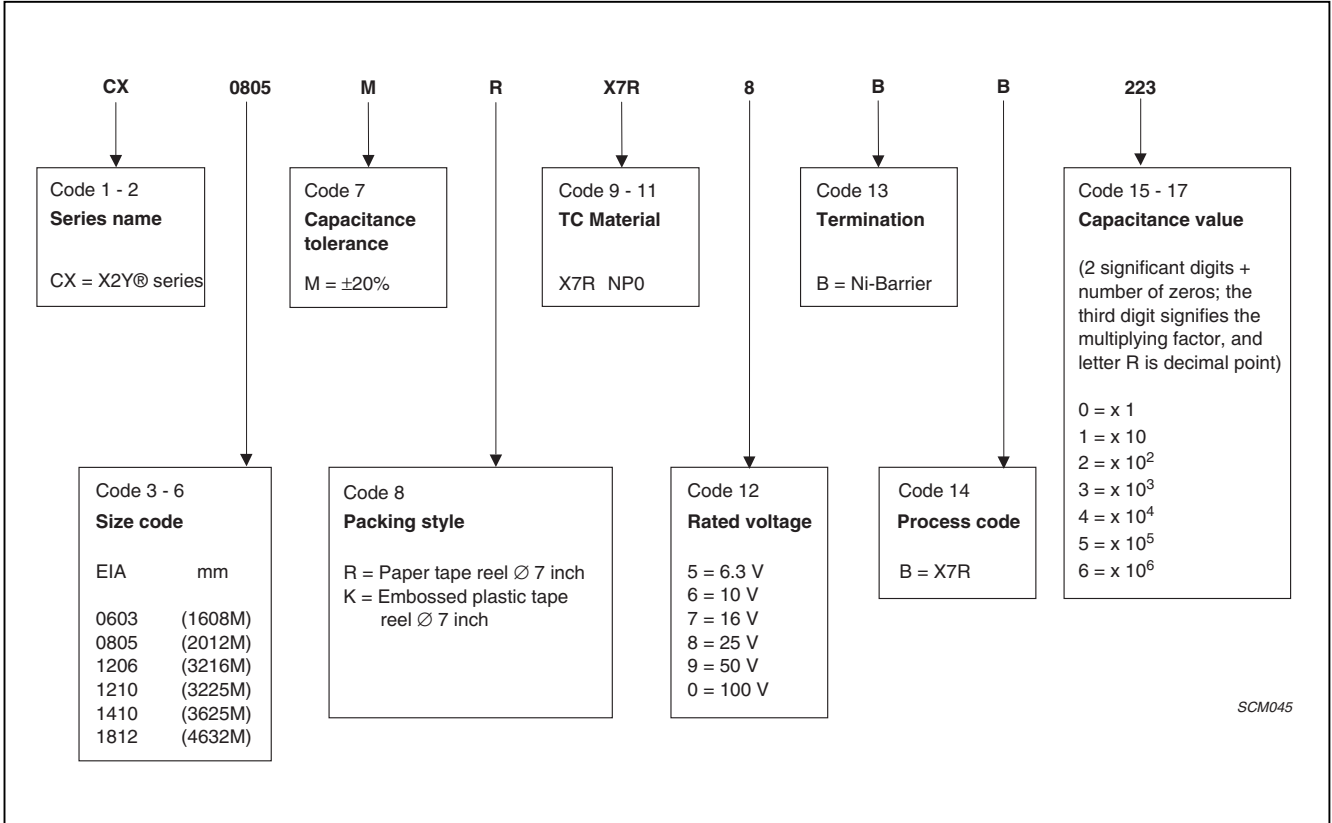 CX 0805 M R X7R 8 B B 223
Code 1 - 2
Series name
CX = X2Y® series
Code 7
Capacitance
tolerance
M = ±20%
Code 9 - 11
TC Material
X7R NP0
Code 13
Termination
B = Ni-Barrier
Code 15 - 17
Capacitance value
(2 significant digits +
number of zeros; the
third digit signifies the
multiplying factor, and
letter R is decimal point)
0 = x 1
1 = x 10
2 = x 10²
3 = x 10³
4 = x 10⁴
5 = x 10⁵
6 = x 10⁶
Code 3 - 6
Size code
EIA mm
0603 (1608M)
0805 (2012M)
1206 (3216M)
1210 (3225M)
1410 (3625M)
1812 (4632M)
Code 8
Packing style
R = Paper tape reel ∅ 7 inch
K = Embossed plastic tape
reel ∅ 7 inch
Code 12
Rated voltage
5 = 6.3 V
6 = 10 V
7 = 16 V
8 = 25 V
9 = 50 V
0 = 100 V
Code 14
Process code
B = X7R
SCM045